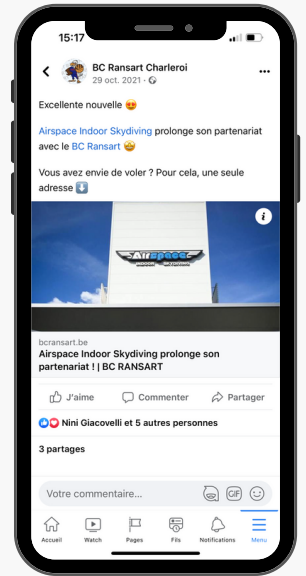 15:17
BC Ransart Charleroi
29 oct. 2021 ·
Excellente nouvelle 😍
Airspace Indoor Skydiving prolonge son partenariat
avec le BC Ransart 🤩
Vous avez envie de voler ? Pour cela, une seule
adresse ⬇️
Airspace
INDOOR SKYDIVING
bcransart.be
Airspace Indoor Skydiving prolonge son
partenariat ! | BC RANSART
J'aime Commenter Partager
Nini Giacovelli et 5 autres personnes
3 partages
Votre commentaire... GIF
Accueil Watch Pages Fils Notifications Menu